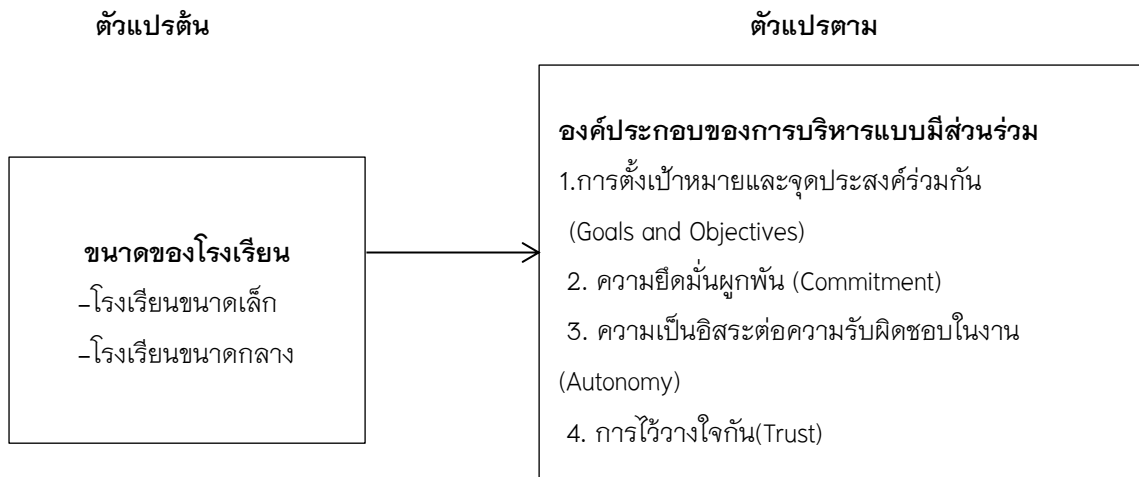 ตัวแปรต้น
ตัวแปรตาม
ขนาดของโรงเรียน
-โรงเรียนขนาดเล็ก
-โรงเรียนขนาดกลาง
องค์ประกอบของการบริหารแบบมีส่วนร่วม
1.การตั้งเป้าหมายและจุดประสงค์ร่วมกัน
(Goals and Objectives)
2. ความยึดมั่นผูกพัน (Commitment)
3. ความเป็นอิสระต่อความรับผิดชอบในงาน
(Autonomy)
4. การไว้วางใจกัน(Trust)